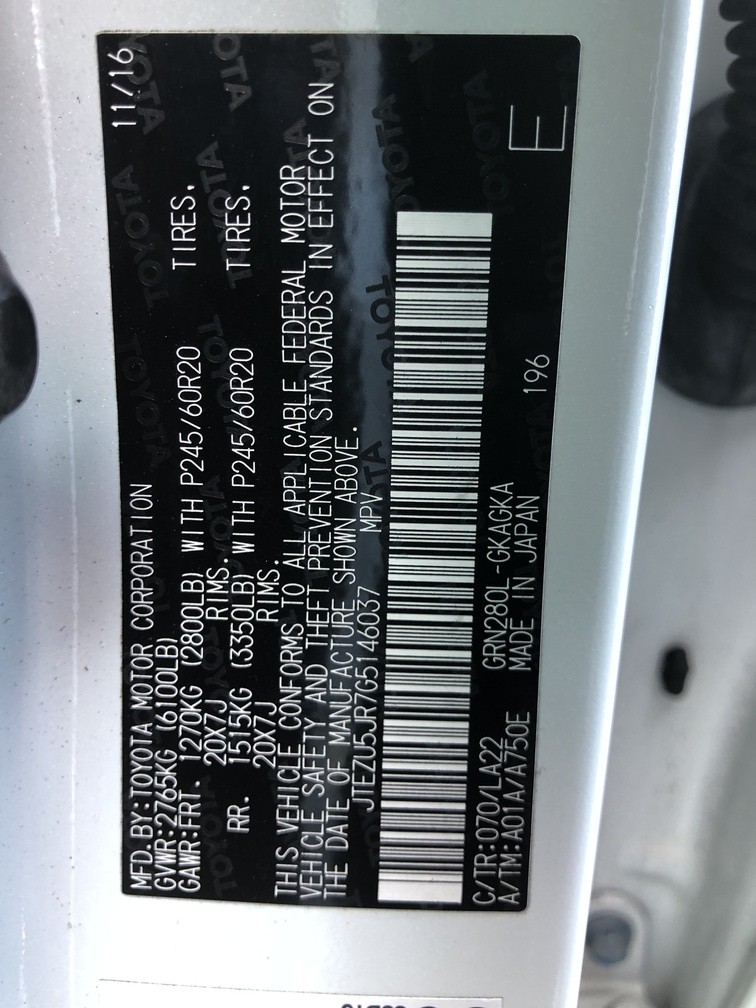 MFD.BY:TOYOTA MOTOR CORPORATION 11/16
GVWR:2765KG (6100LB)
GAWR:FRT. 1270KG (2800LB) WITH P245/60R20 TIRES.
20X7J RIMS.
RR. 1515KG (3350LB) WITH P245/60R20 TIRES.
20X7J RIMS.
THIS VEHICLE CONFORMS TO ALL APPLICABLE FEDERAL MOTOR
VEHICLE SAFETY AND THEFT PREVENTION STANDARDS IN EFFECT ON
THE DATE OF MANUFACTURE SHOWN ABOVE.
JTEZU5JR7G5146037 MPV
C/TR:070/LA22 GRN280L-GKAGKA
A/TM:A01A/A750E MADE IN JAPAN 196 E